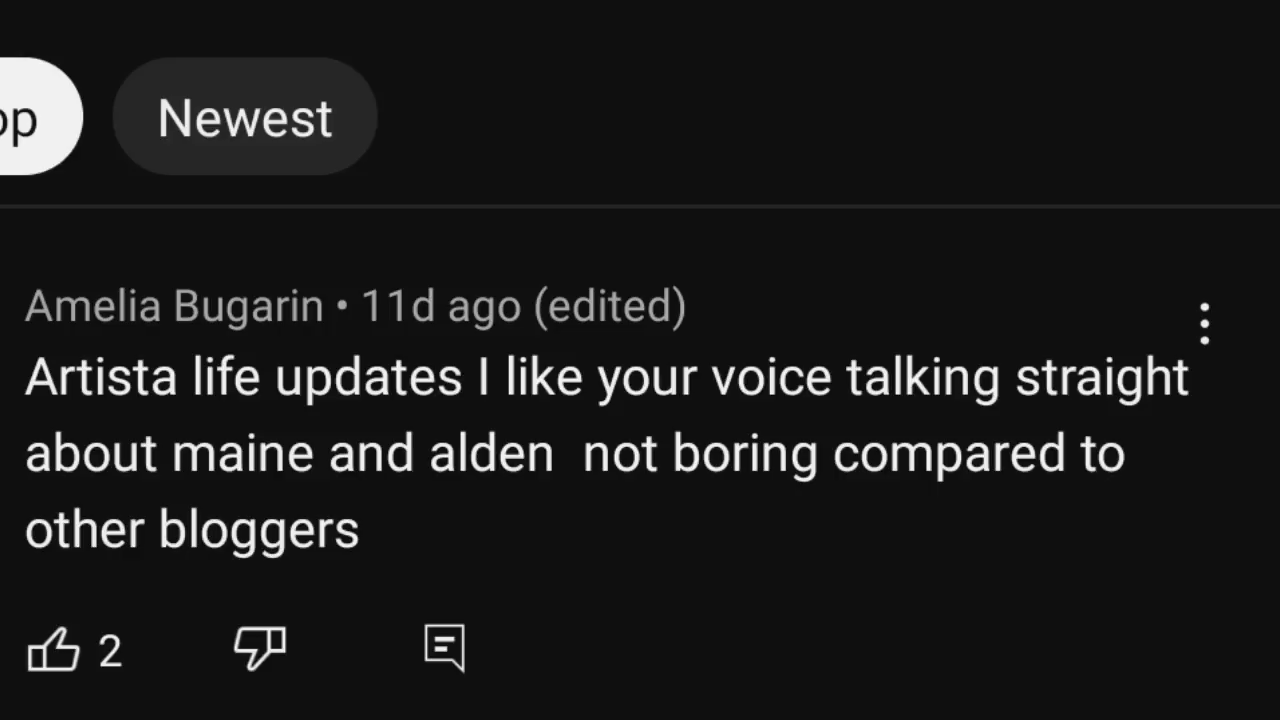 op Newest
Amelia Bugarin • 11d ago (edited)
Artista life updates I like your voice talking straight
about maine and alden  not boring compared to
other bloggers
2